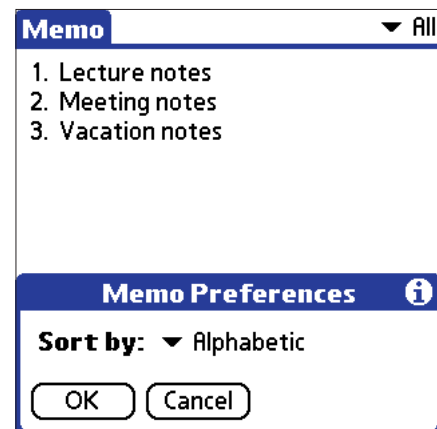 Memo All
1. Lecture notes
2. Meeting notes
3. Vacation notes
Memo Preferences i
Sort by: Alphabetic
OK Cancel